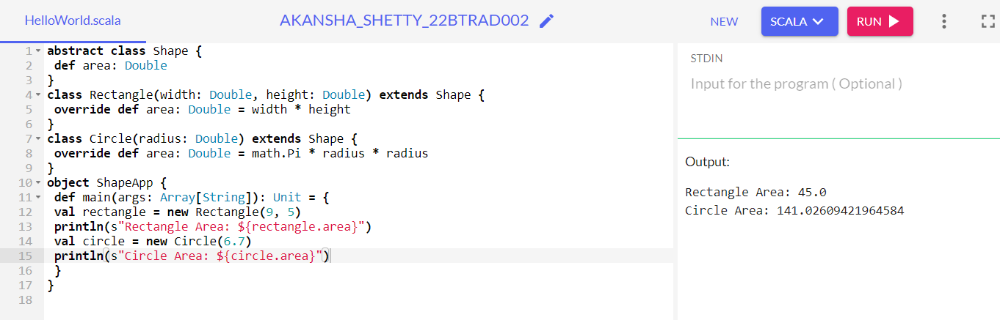 HelloWorld.scala AKANSHA_SHETTY_22BTRAD002 NEW SCALA RUN
1 abstract class Shape {
2  def area: Double
3 }
4 class Rectangle(width: Double, height: Double) extends Shape {
5  override def area: Double = width * height
6 }
7 class Circle(radius: Double) extends Shape {
8  override def area: Double = math.Pi * radius * radius
9 }
10 object ShapeApp {
11  def main(args: Array[String]): Unit = {
12  val rectangle = new Rectangle(9, 5)
13  println(s"Rectangle Area: ${rectangle.area}")
14  val circle = new Circle(6.7)
15  println(s"Circle Area: ${circle.area}")
16  }
17 }
18
STDIN
Input for the program ( Optional )
Output:
Rectangle Area: 45.0
Circle Area: 141.02609421964584